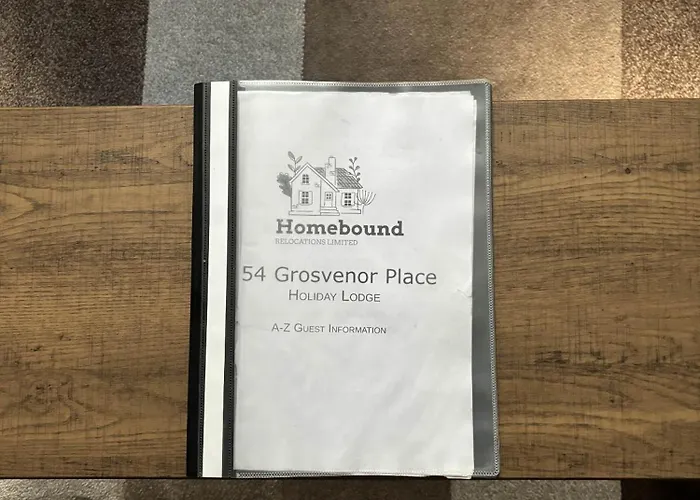 Homebound
RELOCATIONS LIMITED
54 Grosvenor Place
Holiday Lodge
A-Z Guest Information